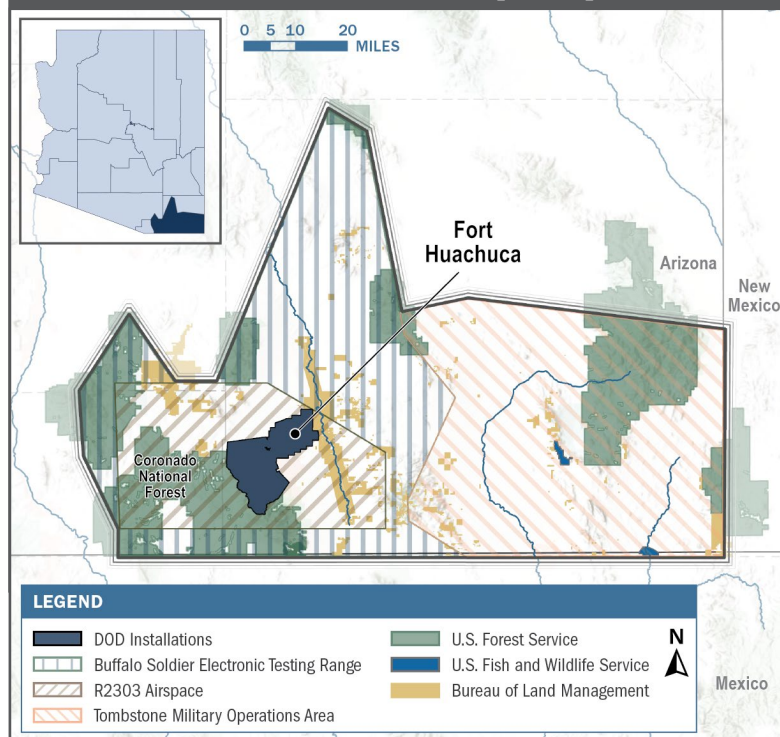 0 5 10 20
MILES
Fort
Huachuca
Arizona
New
Mexico
Coronado
National
Forest
LEGEND
DOD Installations
Buffalo Soldier Electronic Testing Range
R2303 Airspace
Tombstone Military Operations Area
U.S. Forest Service
U.S. Fish and Wildlife Service
Bureau of Land Management
N
Mexico